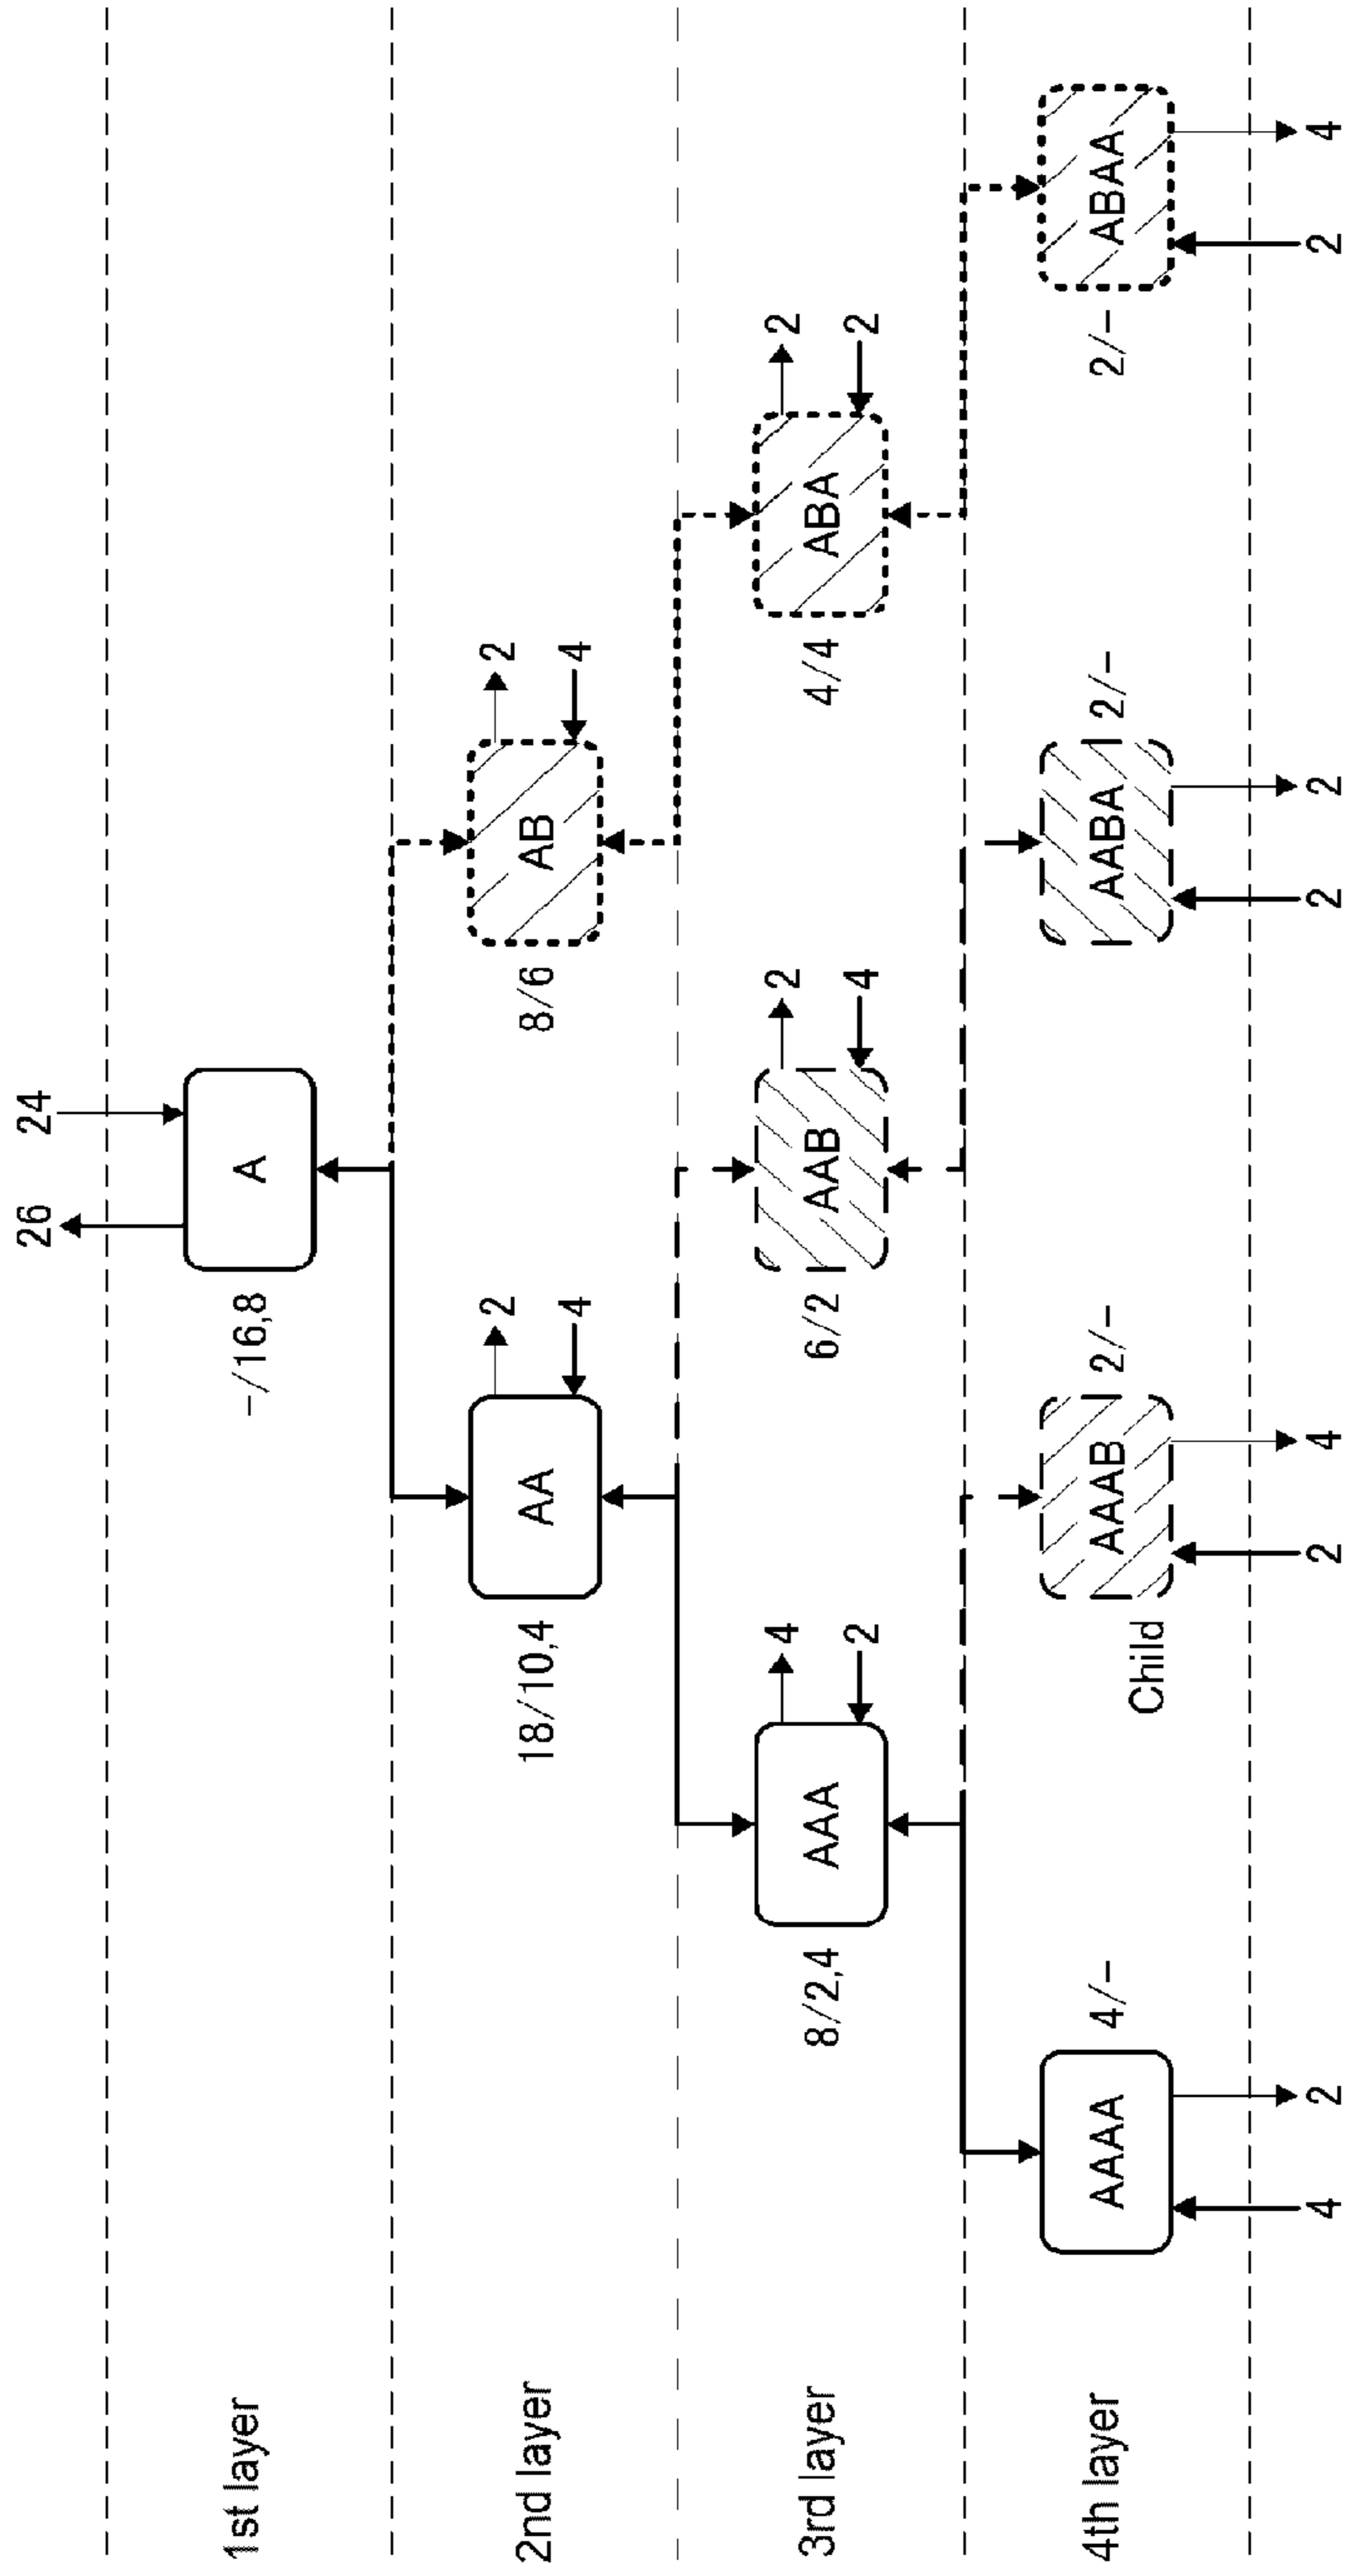 26
24
1st layer
-/16,8
A
2nd layer
18/10,4
AA
2
4
8/6
AB
2
4
3rd layer
8/2,4
AAA
4
2
6/2
AAB
2
4
4/4
ABA
2
2
4th layer
AAAA
4/-
Child
AAAB
2/-
AABA
2/-
2/-
ABAA
4
2
2
4
2
2
2
4